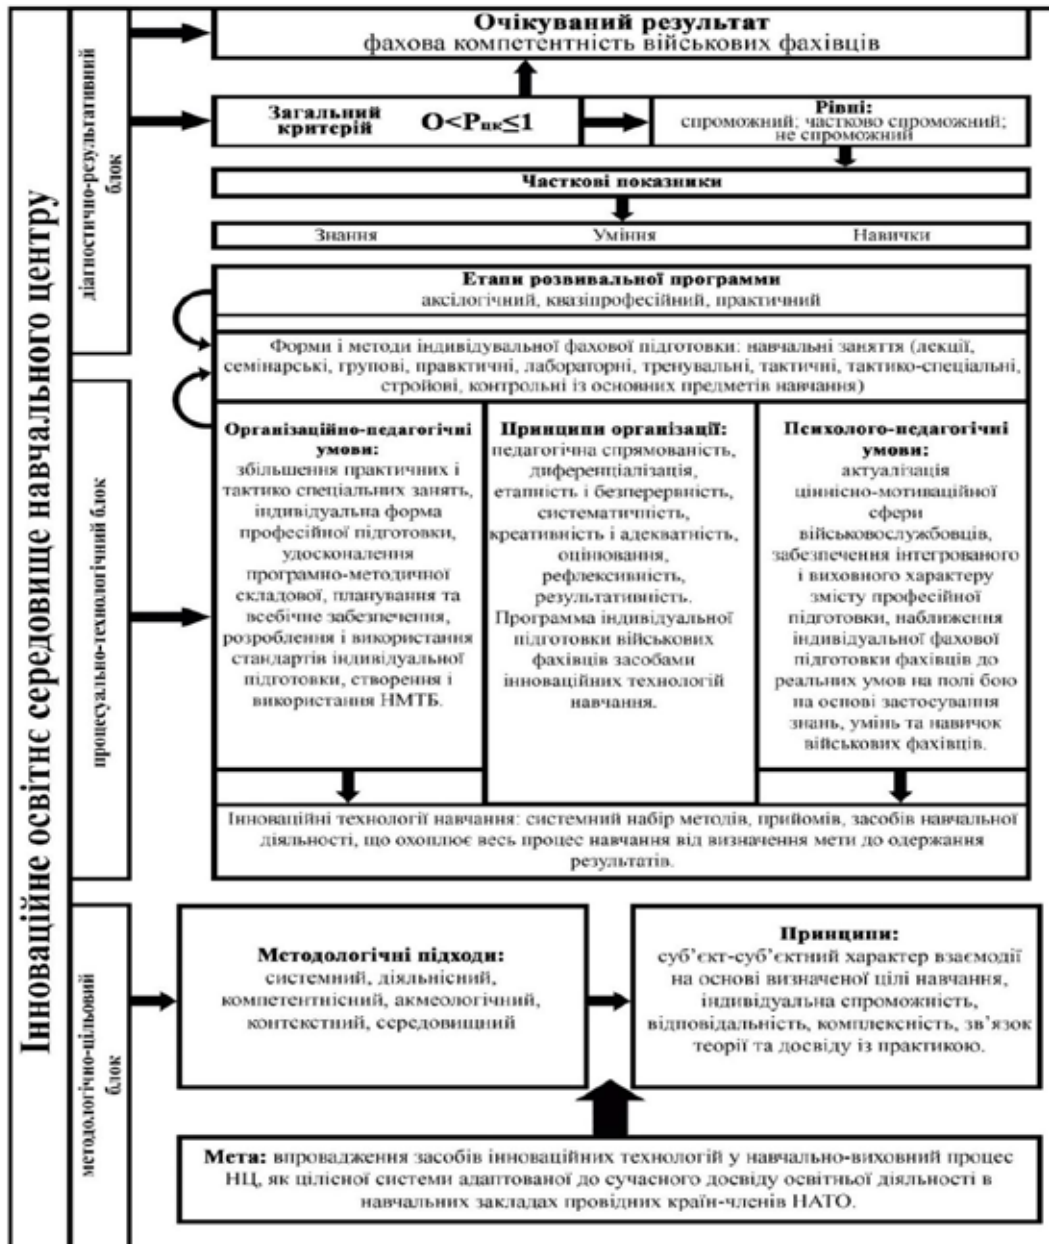 Інноваційне освітнє середовище навчального центру
діагностично-результативний
блок
Очікуваний результат
фахова компетентність військових фахівців
Загальний
критерій
О<Рцк≤1
Рівні:
спроможний; частково спроможний;
не спроможний
Часткові показники
Знання
Уміння
Навички
Етапи розвивальної программи
аксілогічний, квазіпрофесійний, практичний
процесуально-технологічний блок
Форми і методи індивідувальної фахової підготовки: навчальні заняття (лекції,
семінарські, групові, правктичні, лабораторні, тренувальні, тактичні, тактико-спеціальні,
стройові, контрольні із основних предметів навчання)
Організаційно-педагогічні
умови:
збільшення практичних і
тактико спеціальних занять,
індивідуальна форма
професійної підготовки,
удосконалення
програмно-методичної
складової, планування та
всебічне забезпечення,
розроблення і використання
стандартів індивідуальної
підготовки, створення і
використання НМТБ.
Принципи організації:
педагогічна спрямованість,
диференціалізація,
етапність і безперервність,
систематичність,
креативність і адекватність,
оцінювання,
рефлексивність,
результативність.
Программа індивідуальної
підготовки військових
фахівців засобами
інноваційних технологій
навчання.
Психолого-педагогічні
умови:
актуалізація
ціннісно-мотиваційної
сфери
військовослужбовців,
забезпечення інтегрованого
і виховного характеру
змісту професійної
підготовки, наближення
індивідуальної фахової
підготовки фахівців до
реальних умов на полі бою
на основі застосування
знань, умінь та навичок
військових фахівців.
Інноваційні технології навчання: системний набір методів, прийомів, засобів навчальної
діяльності, що охоплює весь процес навчання від визначення мети до одержання
результатів.
методологічно-цільовий
блок
Методологічні підходи:
системний, діяльнісний,
компетентнісний, акмеологічний,
контекстний, середовищний
Принципи:
суб’єкт-суб’єктний характер взаємодії
на основі визначеної цілі навчання,
індивідуальна спроможність,
відповідальність, комплексність, зв’язок
теорії та досвіду із практикою.
Мета: впровадження засобів інноваційних технологій у навчально-виховний процес
НЦ, як цілісної системи адаптованої до сучасного досвіду освітньої діяльності в
навчальних закладах провідних країн-членів НАТО.